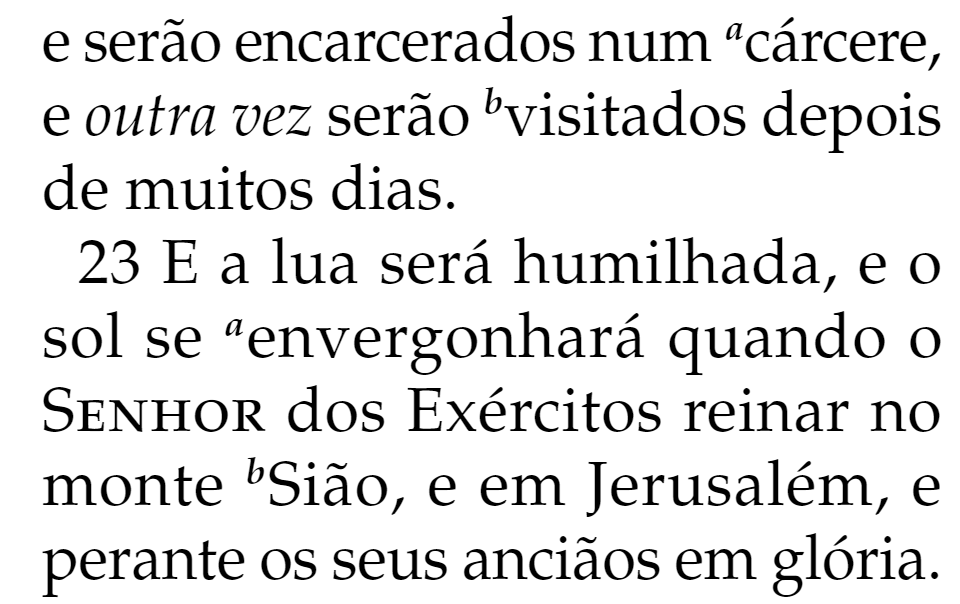 e serão encarcerados num ᵃcárcere,
e outra vez serão ᵇvisitados depois
de muitos dias.
23 E a lua será humilhada, e o
sol se ᵃenvergonhará quando o
SENHOR dos Exércitos reinar no
monte ᵇSião, e em Jerusalém, e
perante os seus anciãos em glória.